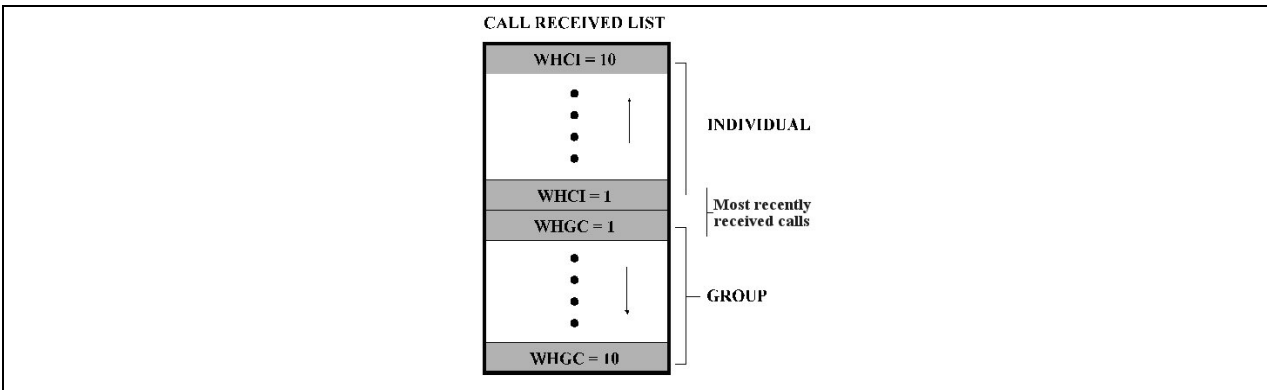 CALL RECEIVED LIST
WHCI = 10
INDIVIDUAL
WHCI = 1
Most recently
received calls
WHGC = 1
GROUP
WHGC = 10